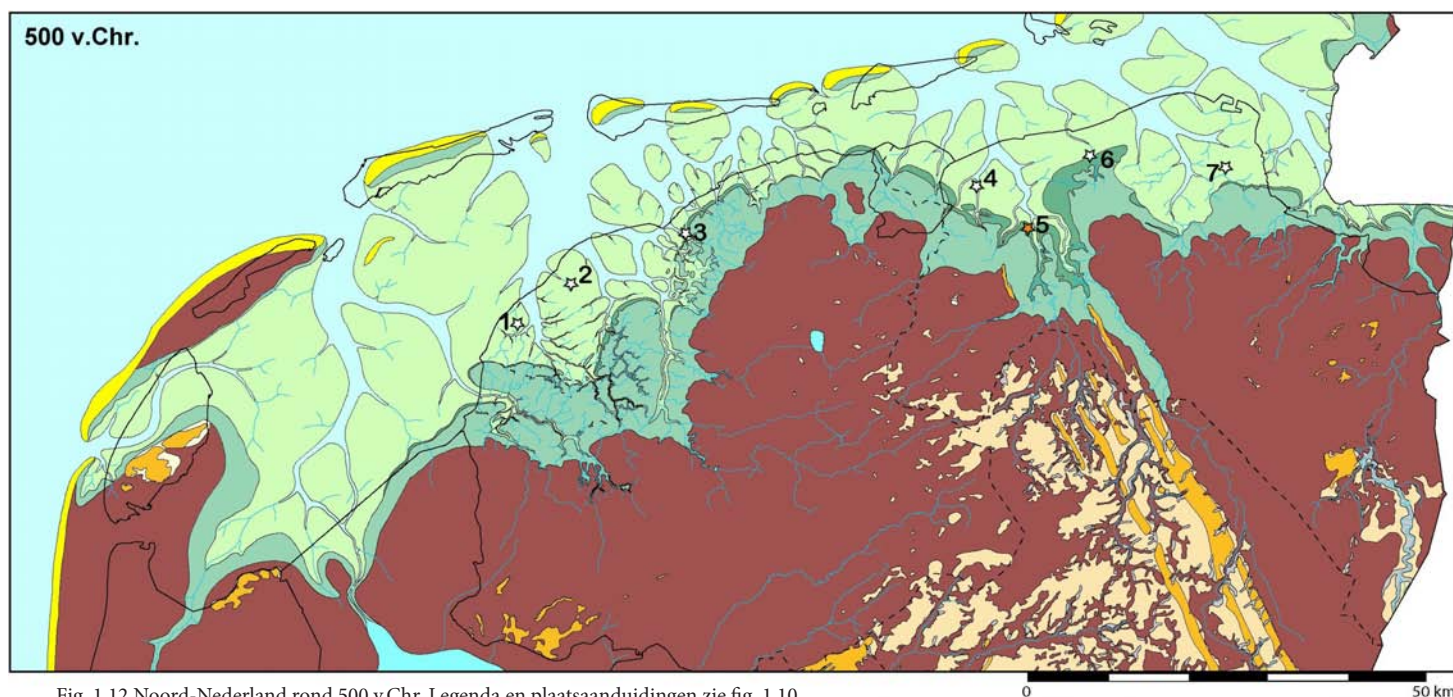 500 v.Chr.
6
7
4
5
3
2
1
0 50 km
Fig. 1.12 Noord-Nederland rond 500 v.Chr. Legenda en plaatsaanduidingen zie fig. 1.10.